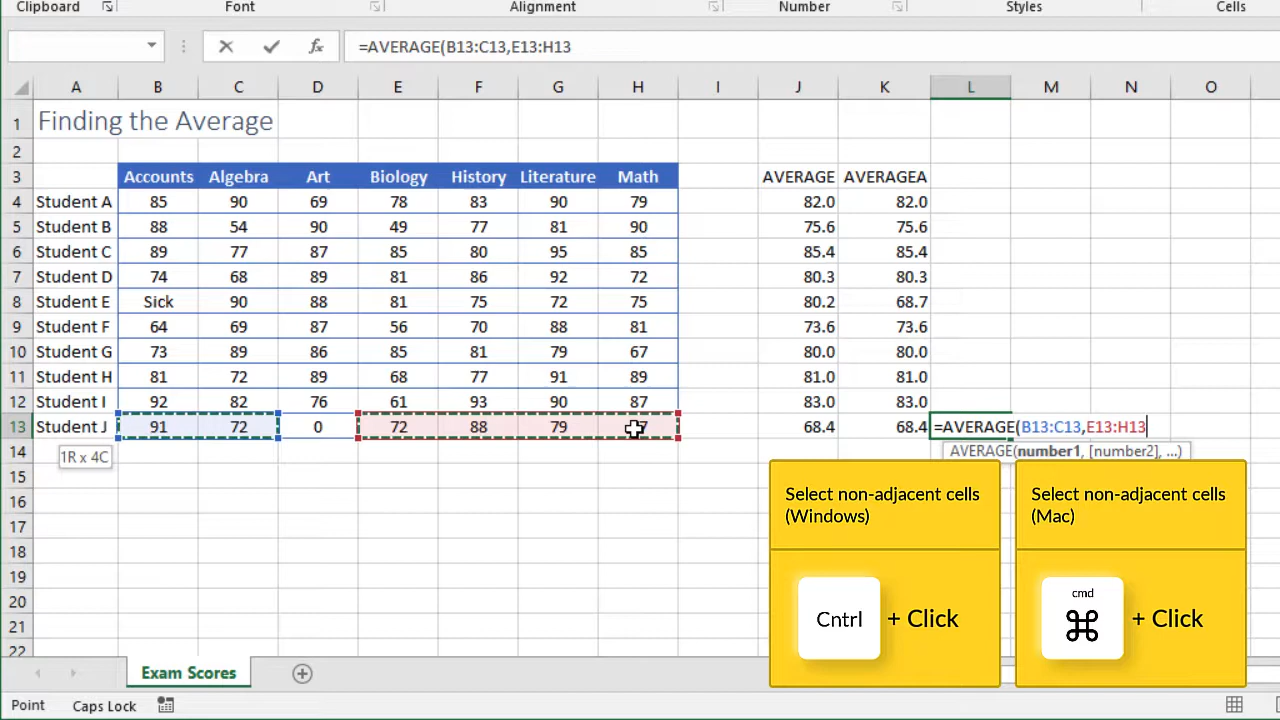 Clipboard Font Alignment Number Styles Cells
=AVERAGE(B13:C13,E13:H13
A B C D E F G H I J K L M N O
1 Finding the Average
2
3 Accounts Algebra Art Biology History Literature Math AVERAGE AVERAGEA
4 Student A 85 90 69 78 83 90 79 82.0 82.0
5 Student B 88 54 90 49 77 81 90 75.6 75.6
6 Student C 89 77 87 85 80 95 85 85.4 85.4
7 Student D 74 68 89 81 86 92 72 80.3 80.3
8 Student E Sick 90 88 81 75 72 75 80.2 68.7
9 Student F 64 69 87 56 70 88 81 73.6 73.6
10 Student G 73 89 86 85 81 79 67 80.0 80.0
11 Student H 81 72 89 68 77 91 89 81.0 81.0
12 Student I 92 82 76 61 93 90 87 83.0 83.0
13 Student J 91 72 0 72 88 79 68.4 68.4 =AVERAGE(B13:C13,E13:H13
14 1R x 4C AVERAGE(number1, [number2], ...)
15
16
17
18
19
20
21
22
Select non-adjacent cells
(Windows)
Cntrl + Click
Select non-adjacent cells
(Mac)
cmd
⌘ + Click
Exam Scores
Point Caps Lock